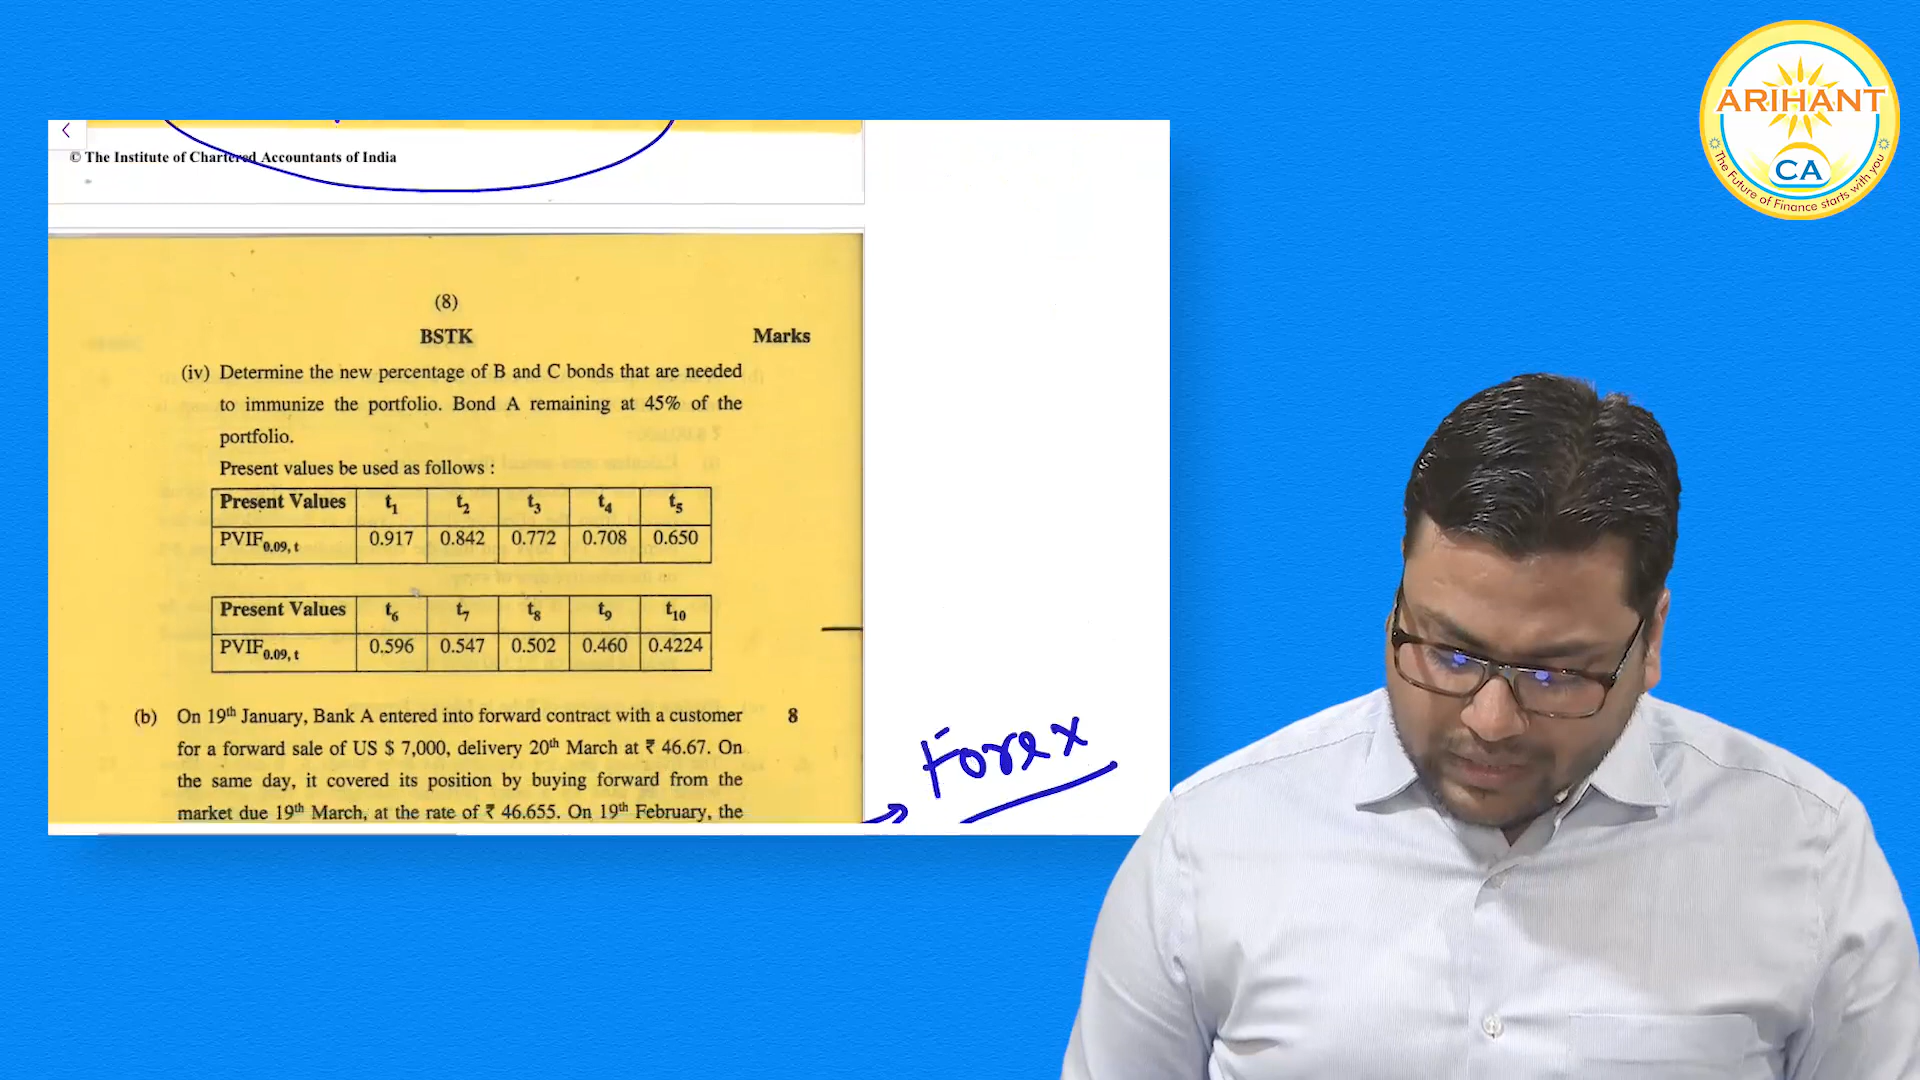 © The Institute of Chartered Accountants of India
(8)
BSTK Marks
(iv) Determine the new percentage of B and C bonds that are needed
to immunize the portfolio. Bond A remaining at 45% of the
portfolio.
Present values be used as follows :
Present Values t1 t2 t3 t4 t5
PVIF0.09, t 0.917 0.842 0.772 0.708 0.650
Present Values t6 t7 t8 t9 t10
PVIF0.09, t 0.596 0.547 0.502 0.460 0.4224
(b) On 19th January, Bank A entered into forward contract with a customer 8
for a forward sale of US $ 7,000, delivery 20th March at ₹ 46.67. On
the same day, it covered its position by buying forward from the
market due 19th March, at the rate of ₹ 46.655. On 19th February, the
Forex
ARIHANT
CA
The Future of Finance starts with you